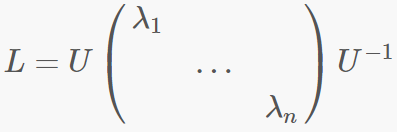 L = U ( λ₁ … λₙ ) U⁻¹